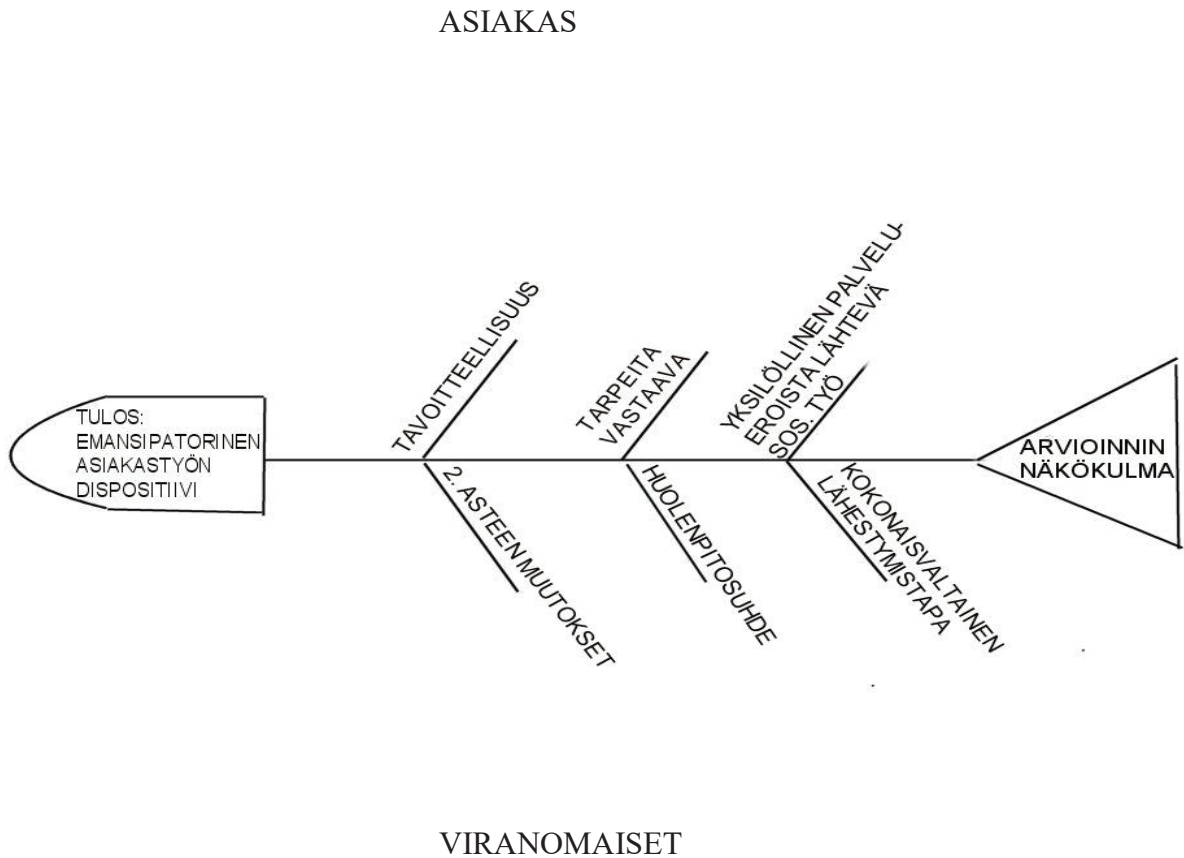 ASIAKAS
TAVOITTEELLISUUS
TARPEITA
VASTAAVA
YKSILÖLLINEN PALVELU-
EROISTA LÄHTEVÄ
SOS. TYÖ
TULOS:
EMANSIPATORINEN
ASIAKASTYÖN
DISPOSITIIVI
ARVIOINNIN
NÄKÖKULMA
2. ASTEEN MUUTOKSET
HUOLENPITOSUHDE
KOKONAISVALTAINEN
LÄHESTYMISTAPA
VIRANOMAISET